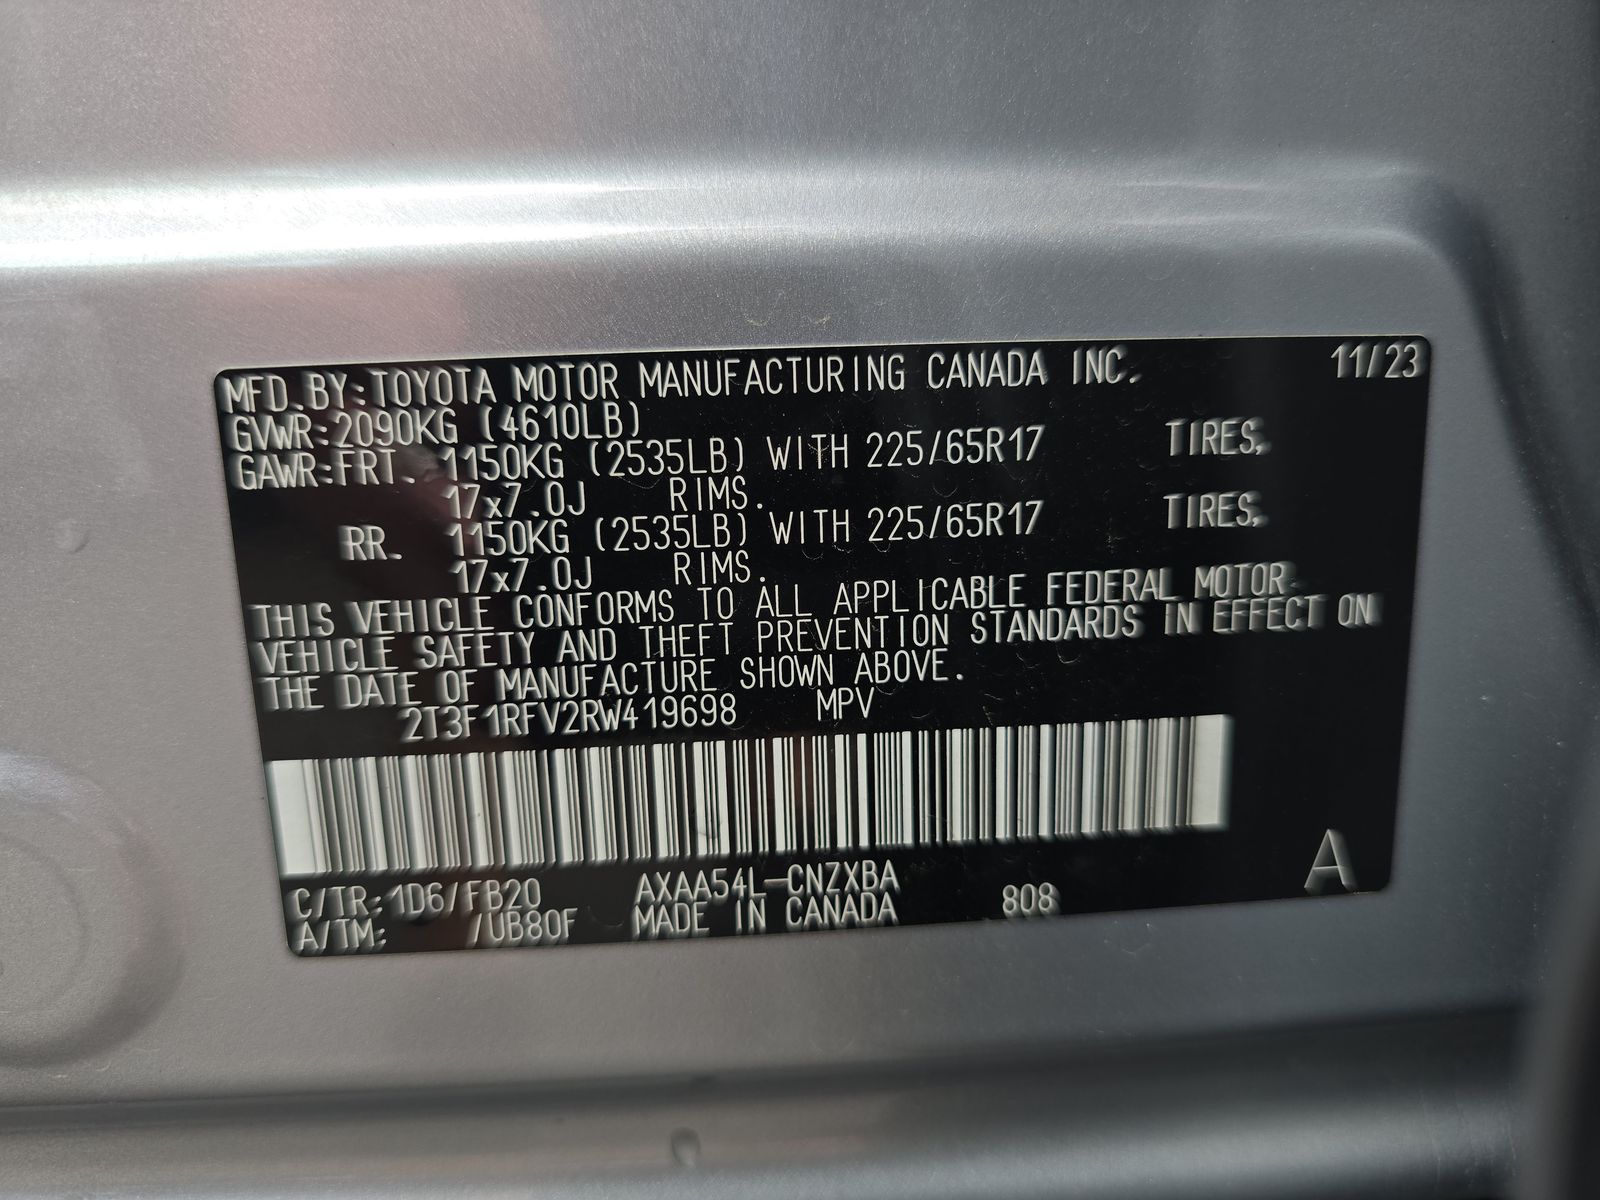 MFD. BY: TOYOTA MOTOR MANUFACTURING CANADA INC. 11/23
GVWR: 2090KG (4610LB)
GAWR: FRT. 1150KG (2535LB) WITH 225/65R17 TIRES,
17x7.0J RIMS.
RR. 1150KG (2535LB) WITH 225/65R17 TIRES,
17x7.0J RIMS.
THIS VEHICLE CONFORMS TO ALL APPLICABLE FEDERAL MOTOR
VEHICLE SAFETY AND THEFT PREVENTION STANDARDS IN EFFECT ON
THE DATE OF MANUFACTURE SHOWN ABOVE.
2T3F1RFV2RW419698 MPV
C/TR: 1D6/FB20 AXAA54L-CNZXBA 808 A
A/TM: /UB80F MADE IN CANADA